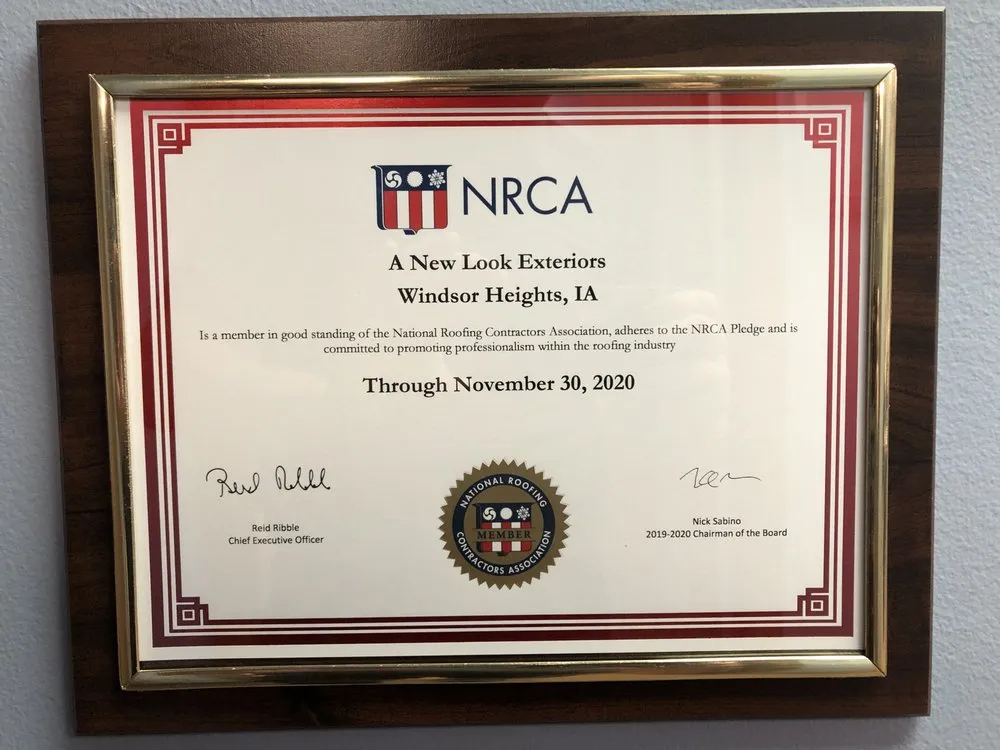 NRCA
A New Look Exteriors
Windsor Heights, IA
Is a member in good standing of the National Roofing Contractors Association, adheres to the NRCA Pledge and is
committed to promoting professionalism within the roofing industry
Through November 30, 2020
Reid Ribble
Reid Ribble
Chief Executive Officer
NATIONAL ROOFING
MEMBER
CONTRACTORS ASSOCIATION
Nick Sabino
2019-2020 Chairman of the Board